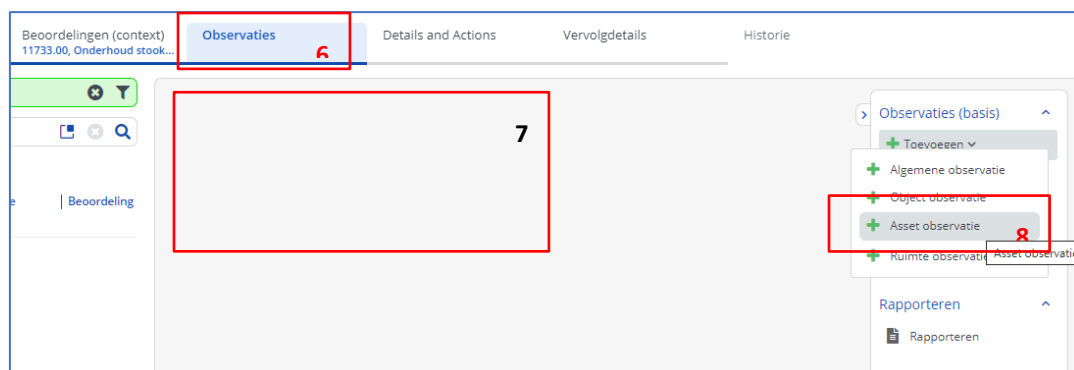 Beoordelingen (context)
11733.00, Onderhoud stook...
Observaties
6
Details and Actions
Vervolgdetails
Historie
Beoordeling
7
Observaties (basis)
Toevoegen
Algemene observatie
Object observatie
Asset observatie
8
Ruimte observatie
Asset observatie
Rapporteren
Rapporteren